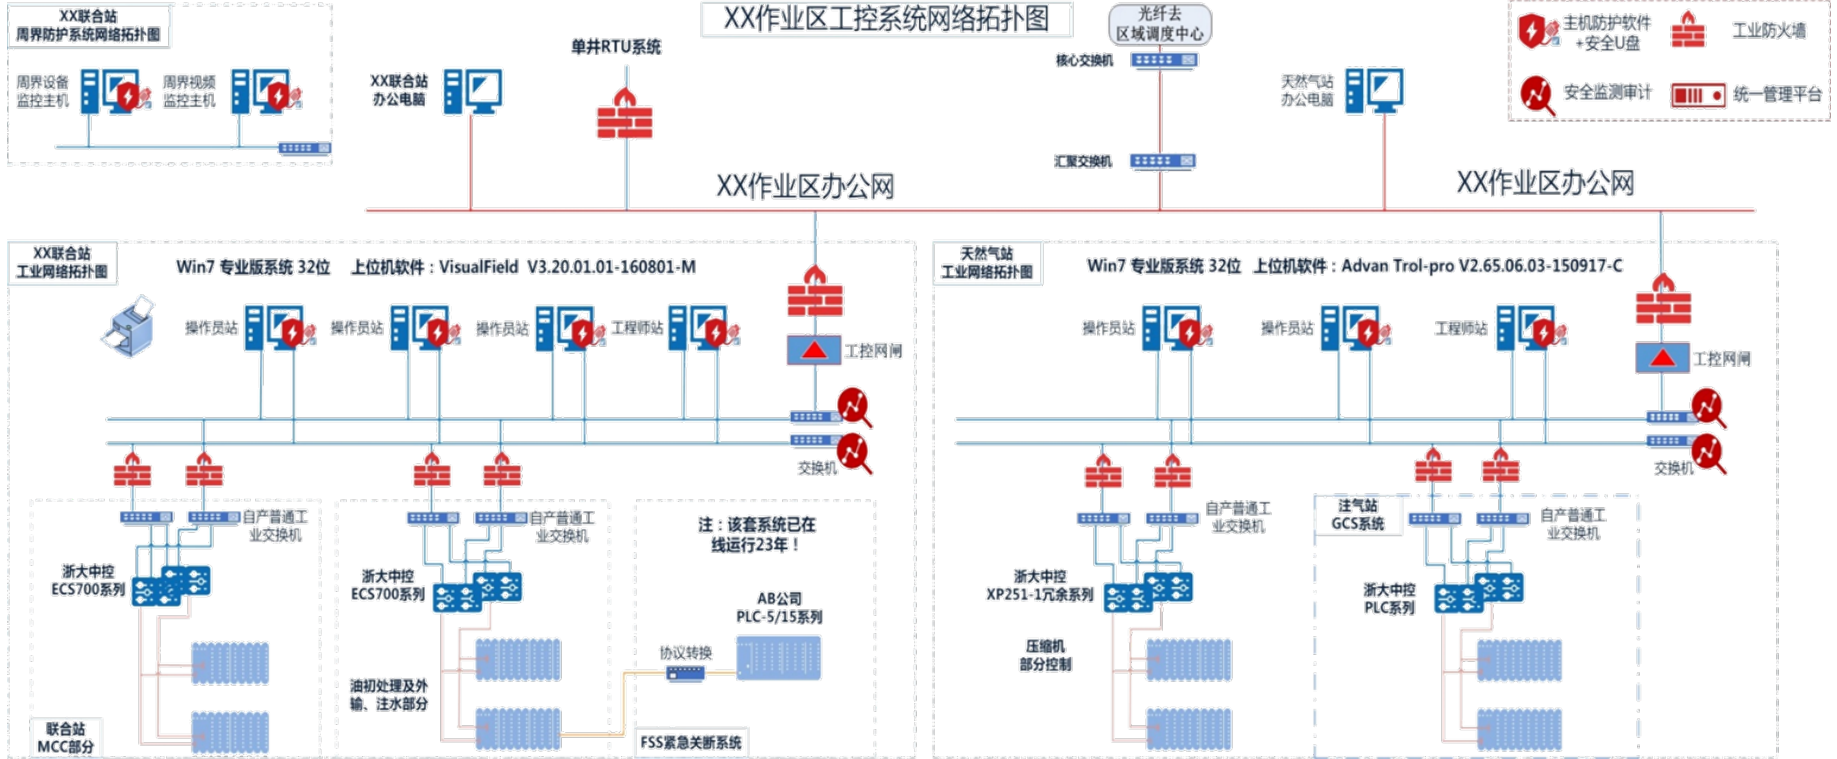 XX作业区工控系统网络拓扑图
XX联合站
周界防护系统网络拓扑图
周界设备
监控主机
周界视频
监控主机
XX联合站
办公电脑
单井RTU系统
光纤去
区域调度中心
核心交换机
汇聚交换机
天然气站
办公电脑
主机防护软件
+安全U盘
工业防火墙
安全监测审计
统一管理平台
XX作业区办公网
XX作业区办公网
XX联合站
工业网络拓扑图
Win7 专业版系统 32位
上位机软件：VisualField V3.20.01.01-160801-M
操作员站
操作员站
操作员站
工程师站
工控网闸
交换机
自产普通工
业交换机
自产普通工
业交换机
浙大中控
ECS700系列
浙大中控
ECS700系列
注：该套系统已在
线运行23年！
AB公司
PLC-5/15系列
协议转换
油初处理及外
输、注水部分
联合站
MCC部分
FSS紧急关断系统
天然气站
工业网络拓扑图
Win7 专业版系统 32位
上位机软件：Advan Trol-pro V2.65.06.03-150917-C
操作员站
操作员站
工程师站
工控网闸
交换机
自产普通工
业交换机
注气站
GCS系统
自产普通工
业交换机
浙大中控
XP251-1冗余系列
浙大中控
PLC系列
压缩机
部分控制